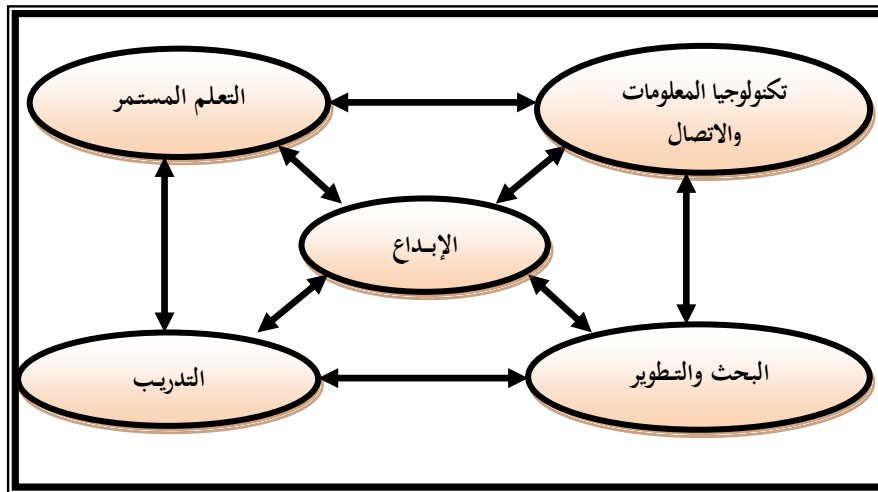 تكنولوجيا المعلومات
والاتصال
التعلم المستمر
الإبـداع
البحث والتطوير
التدريب